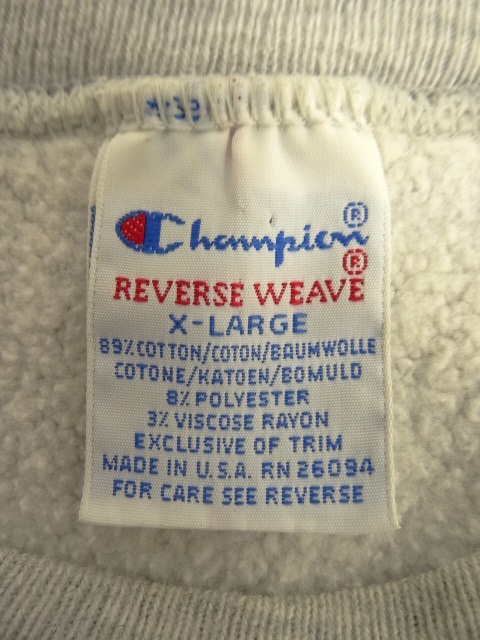 Champion®
REVERSE WEAVE®
X-LARGE
89% COTTON/COTON/BAUMWOLLE
COTONE/KATOEN/BOMULD
8% POLYESTER
3% VISCOSE RAYON
EXCLUSIVE OF TRIM
MADE IN U.S.A. RN 26094
FOR CARE SEE REVERSE